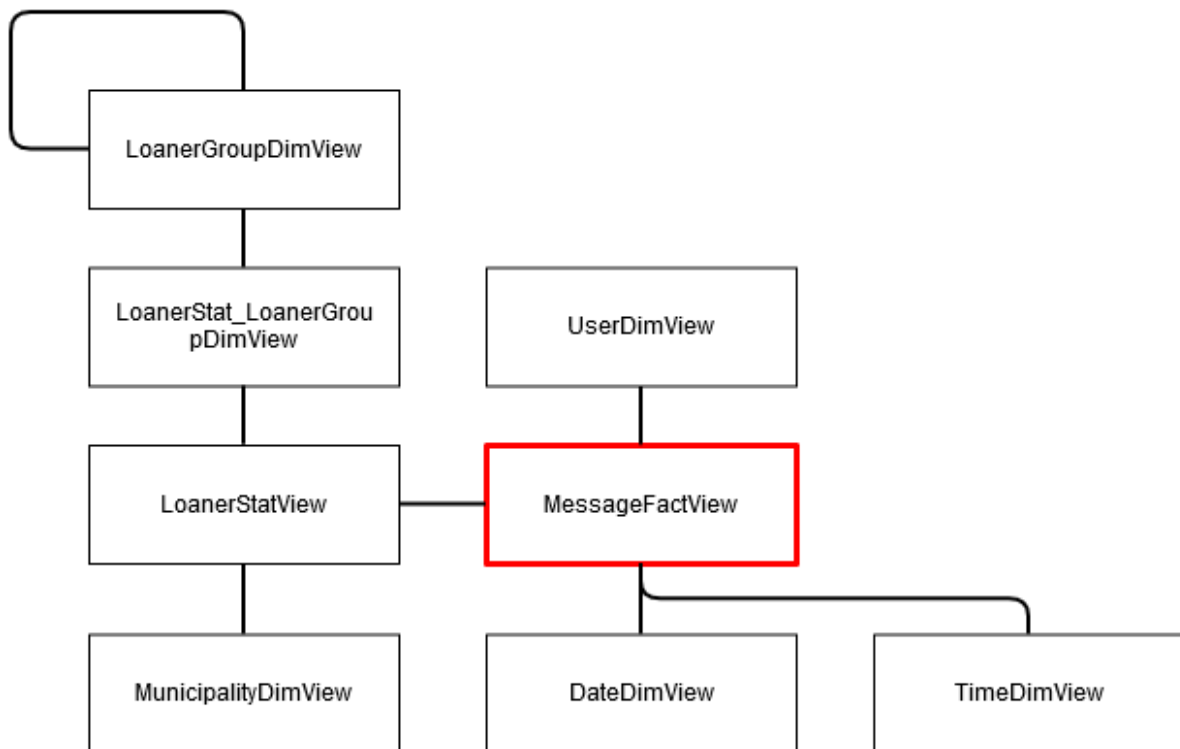 LoanerGroupDimView
LoanerStat_LoanerGrou
pDimView
UserDimView
LoanerStatView
MessageFactView
MunicipalityDimView
DateDimView
TimeDimView